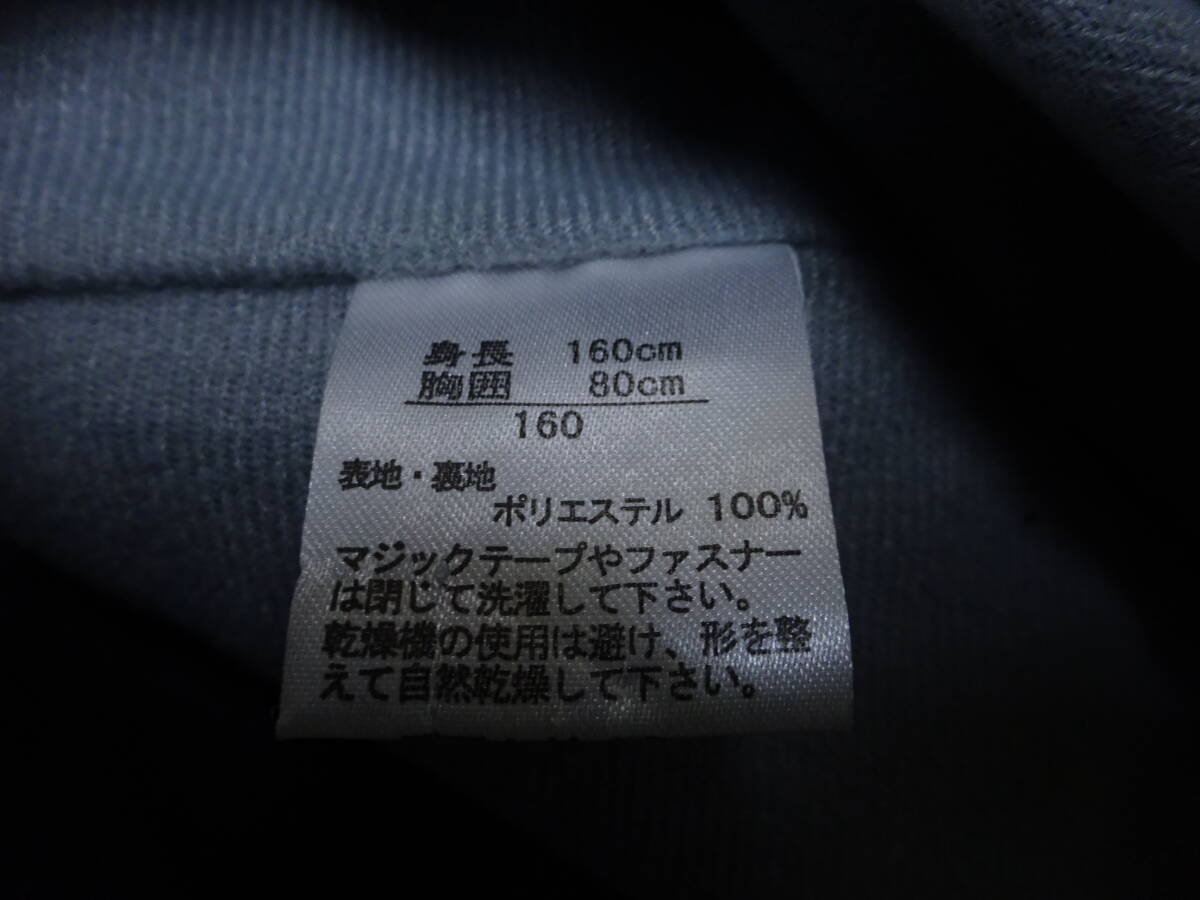 身長 160cm
胸囲 80cm
160
表地・裏地
ポリエステル 100%
マジックテープやファスナー
は閉じて洗濯して下さい。
乾燥機の使用は避け、形を整
えて自然乾燥して下さい。